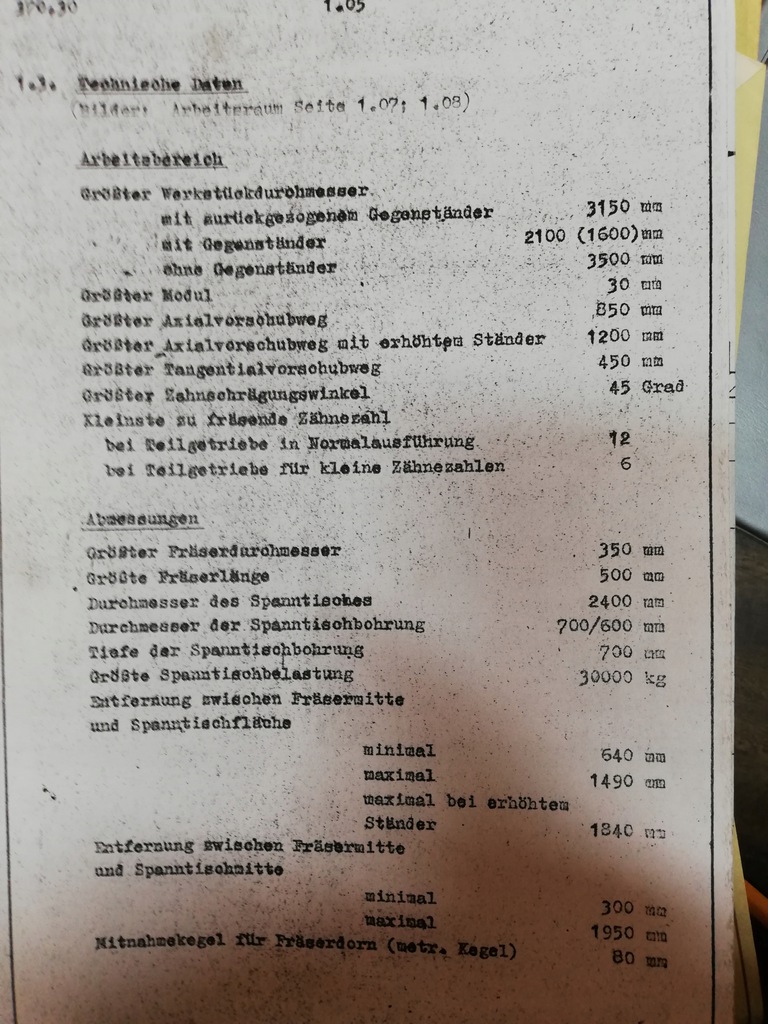 370.30 1.05
1.3. Technische Daten
(Bilder: Arbeitsraum Seite 1.07; 1.08)
Arbeitsbereich
Größter Werkstückdurchmesser
mit zurückgezogenem Gegenständer 3150 mm
mit Gegenständer 2100 (1600)mm
ohne Gegenständer 3500 mm
Größter Modul 30 mm
Größter Axialvorschubweg 850 mm
Größter Axialvorschubweg mit erhöhtem Ständer 1200 mm
Größter Tangentialvorschubweg 450 mm
Größter Zahnschrägungswinkel 45 Grad
Kleinste zu fräsende Zähnezahl
bei Teilgetriebe in Normalausführung 12
bei Teilgetriebe für kleine Zähnezahlen 6
Abmessungen
Größter Fräserdurchmesser 350 mm
Größte Fräserlänge 500 mm
Durchmesser des Spanntisches 2400 mm
Durchmesser der Spanntischbohrung 700/600 mm
Tiefe der Spanntischbohrung 700 mm
Größte Spanntischbelastung 30000 kg
Entfernung zwischen Fräsermitte
und Spanntischfläche
minimal 640 mm
maximal 1490 mm
maximal bei erhöhtem
Ständer 1840 mm
Entfernung zwischen Fräsermitte
und Spanntischmitte
minimal 300 mm
maximal 1950 mm
Mitnahmekegel für Fräserdorn (metr. Kegel) 80 mm